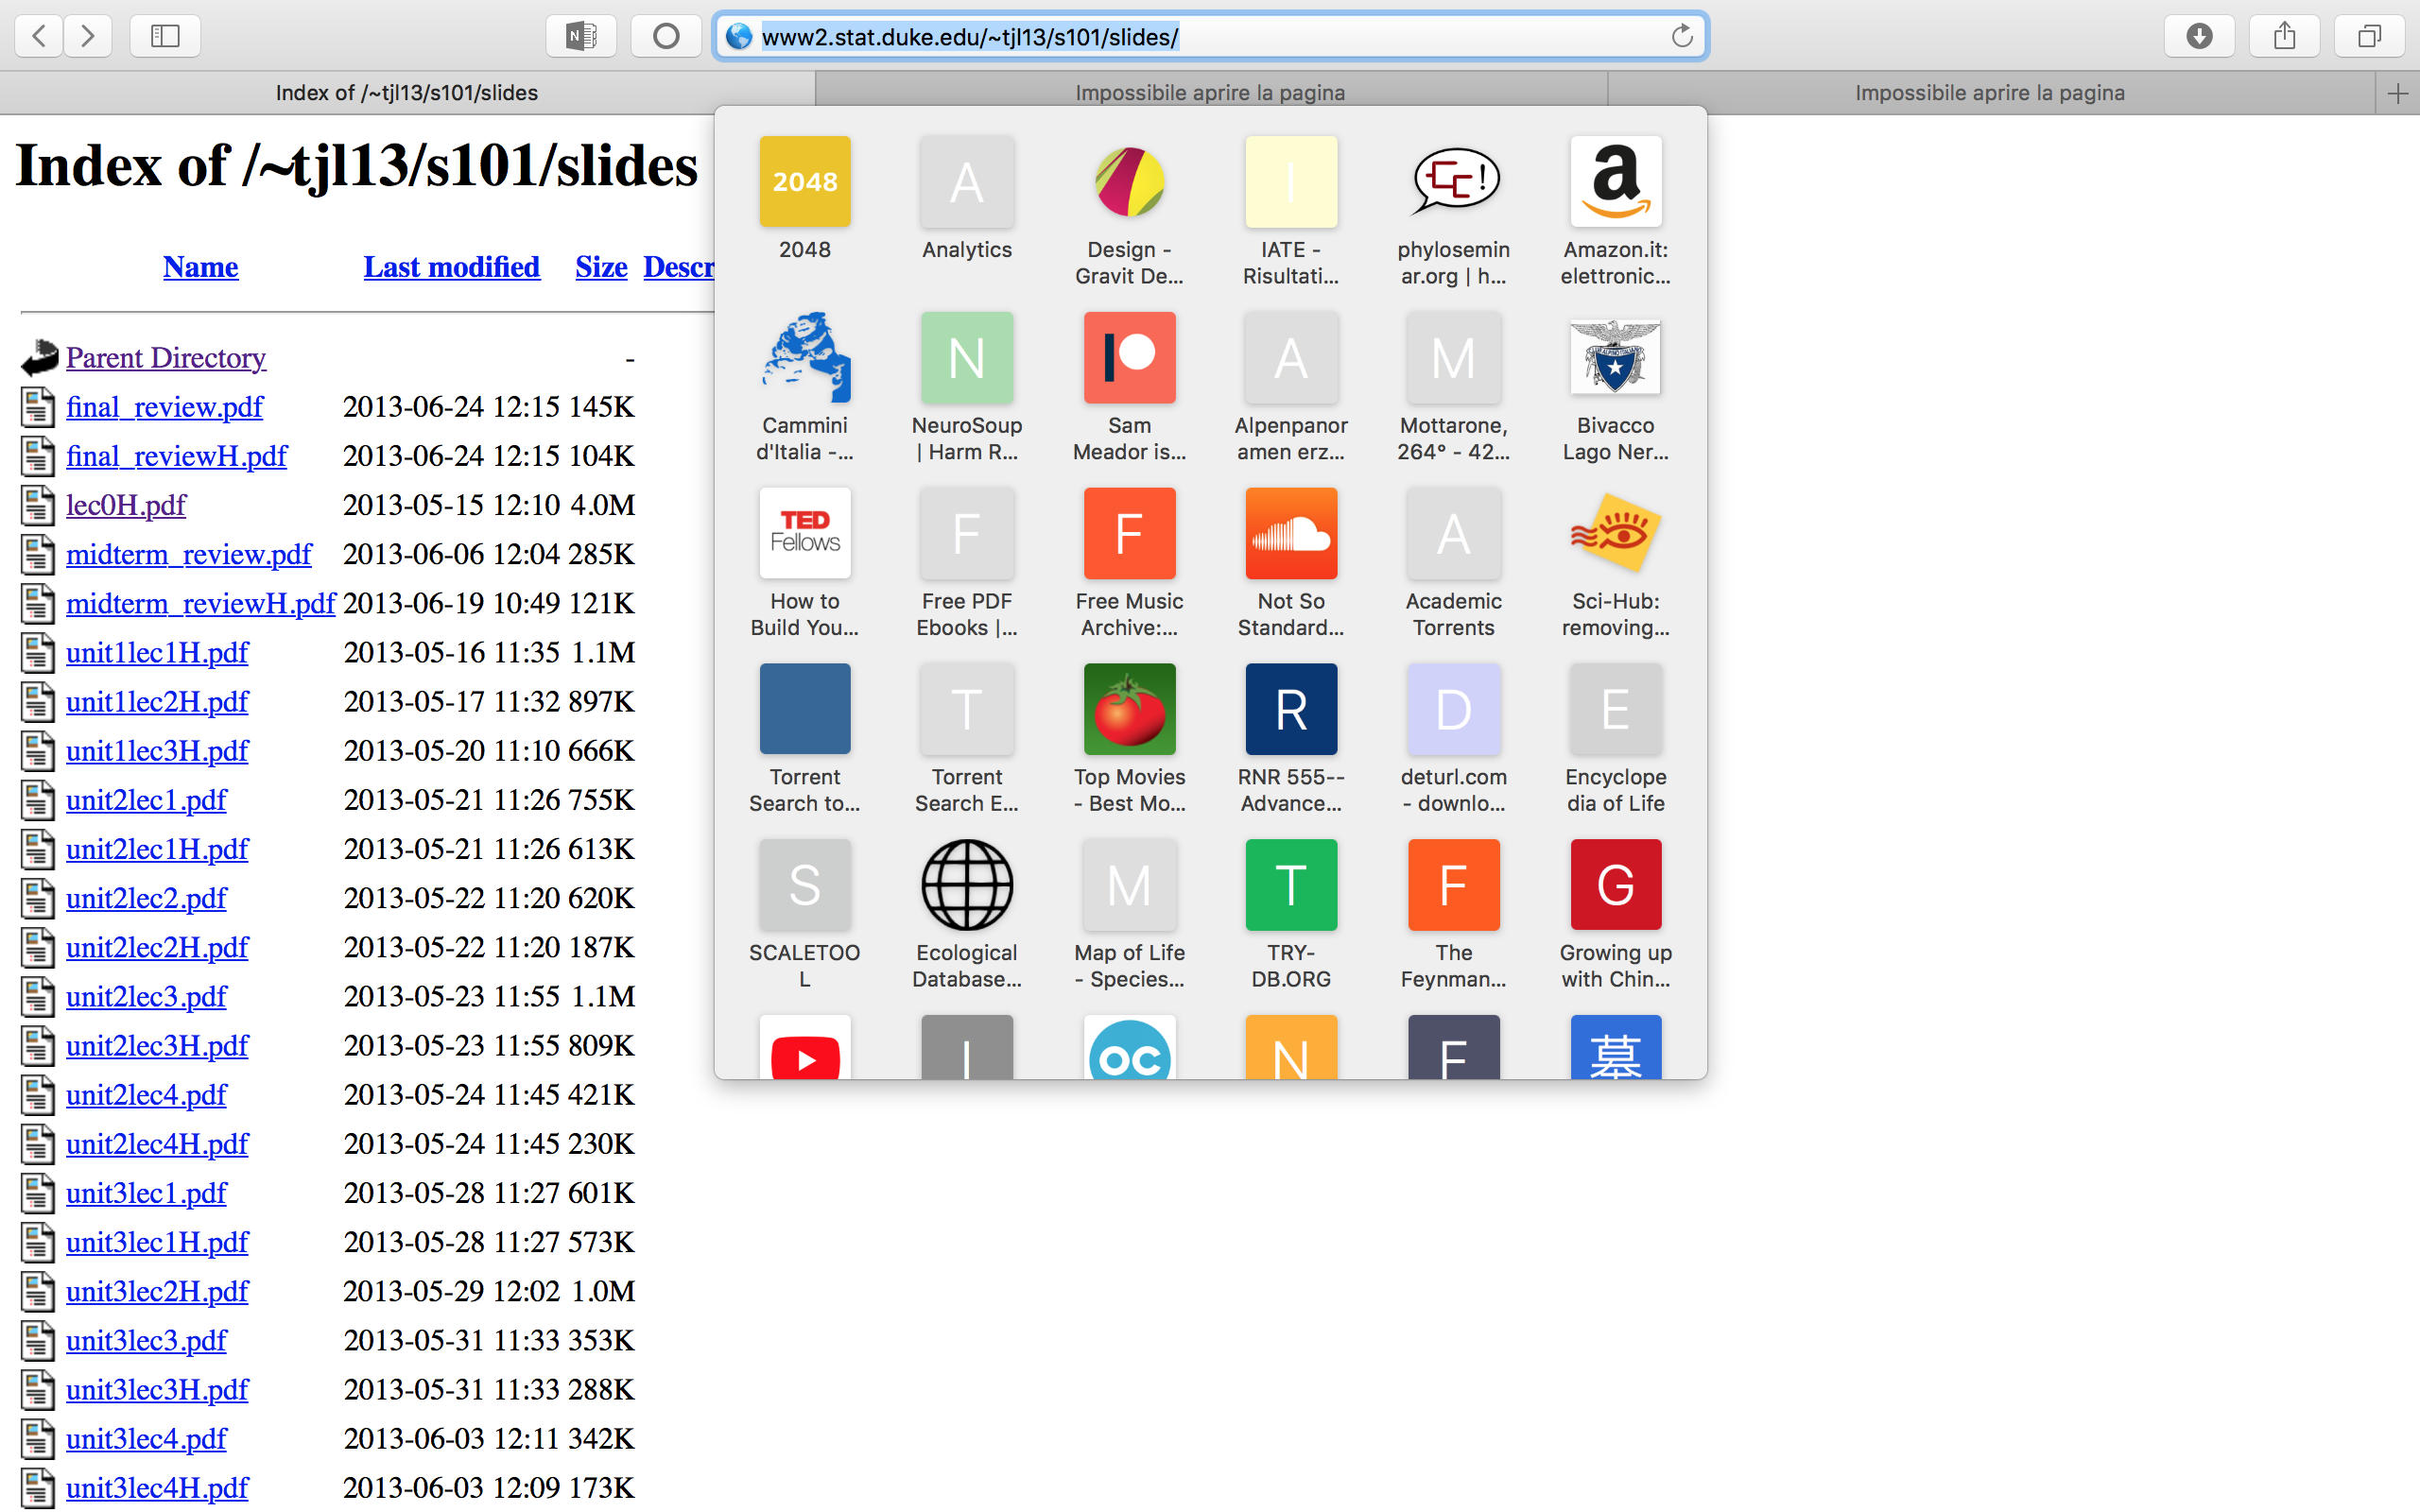 www2.stat.duke.edu/~tjl13/s101/slides/
Index of /~tjl13/s101/slides
Impossibile aprire la pagina
Impossibile aprire la pagina
Index of /~tjl13/s101/slides
Name Last modified Size Descr
Parent Directory -
final_review.pdf 2013-06-24 12:15 145K
final_reviewH.pdf 2013-06-24 12:15 104K
lec0H.pdf 2013-05-15 12:10 4.0M
midterm_review.pdf 2013-06-06 12:04 285K
midterm_reviewH.pdf 2013-06-19 10:49 121K
unit1lec1H.pdf 2013-05-16 11:35 1.1M
unit1lec2H.pdf 2013-05-17 11:32 897K
unit1lec3H.pdf 2013-05-20 11:10 666K
unit2lec1.pdf 2013-05-21 11:26 755K
unit2lec1H.pdf 2013-05-21 11:26 613K
unit2lec2.pdf 2013-05-22 11:20 620K
unit2lec2H.pdf 2013-05-22 11:20 187K
unit2lec3.pdf 2013-05-23 11:55 1.1M
unit2lec3H.pdf 2013-05-23 11:55 809K
unit2lec4.pdf 2013-05-24 11:45 421K
unit2lec4H.pdf 2013-05-24 11:45 230K
unit3lec1.pdf 2013-05-28 11:27 601K
unit3lec1H.pdf 2013-05-28 11:27 573K
unit3lec2H.pdf 2013-05-29 12:02 1.0M
unit3lec3.pdf 2013-05-31 11:33 353K
unit3lec3H.pdf 2013-05-31 11:33 288K
unit3lec4.pdf 2013-06-03 12:11 342K
unit3lec4H.pdf 2013-06-03 12:09 173K
2048
2048
A
Analytics
Design -
Gravit De...
I
IATE -
Risultati...
phylosemin
ar.org | h...
a
Amazon.it:
elettronic...
Cammini
d'Italia -...
N
NeuroSoup
| Harm R...
Sam
Meador is...
A
Alpenpanor
amen erz...
M
Mottarone,
264° - 42...
Bivacco
Lago Ner...
TED
Fellows
How to
Build You...
F
Free PDF
Ebooks |...
F
Free Music
Archive:...
Not So
Standard...
A
Academic
Torrents
Sci-Hub:
removing...
Torrent
Search to...
T
Torrent
Search E...
Top Movies
- Best Mo...
R
RNR 555--
Advance...
D
deturl.com
- downlo...
E
Encyclope
dia of Life
S
SCALETOO
L
Ecological
Database...
M
Map of Life
- Species...
T
TRY-
DB.ORG
F
The
Feynman...
G
Growing up
with Chin...
I
oc
N
F
墓